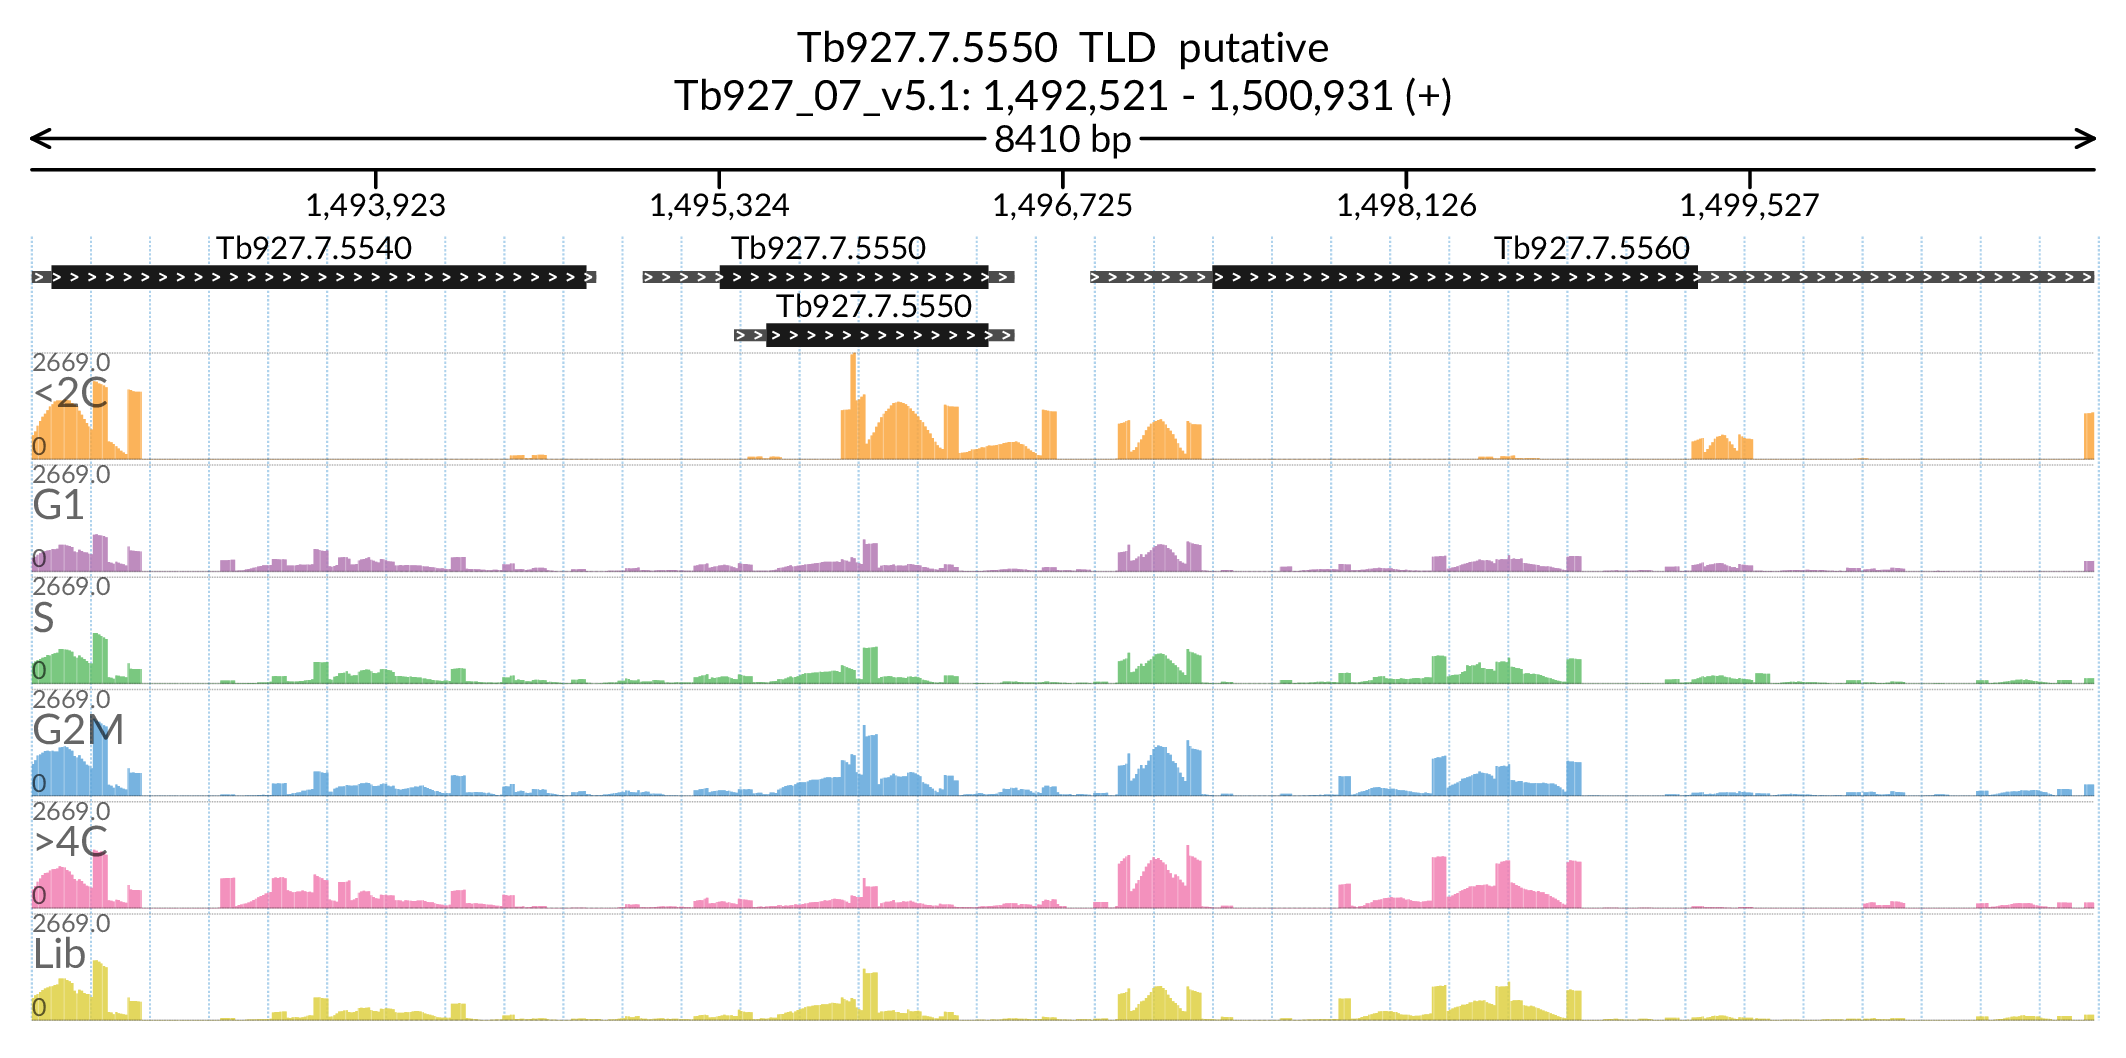 Tb927.7.5550 TLD putative
Tb927_07_v5.1: 1,492,521 - 1,500,931 (+)
8410 bp
1,493,923 1,495,324 1,496,725 1,498,126 1,499,527
Tb927.7.5540 Tb927.7.5550 Tb927.7.5560
Tb927.7.5550
2669.0
<2C
0
2669.0
G1
0
2669.0
S
0
2669.0
G2M
0
2669.0
>4C
0
2669.0
Lib
0